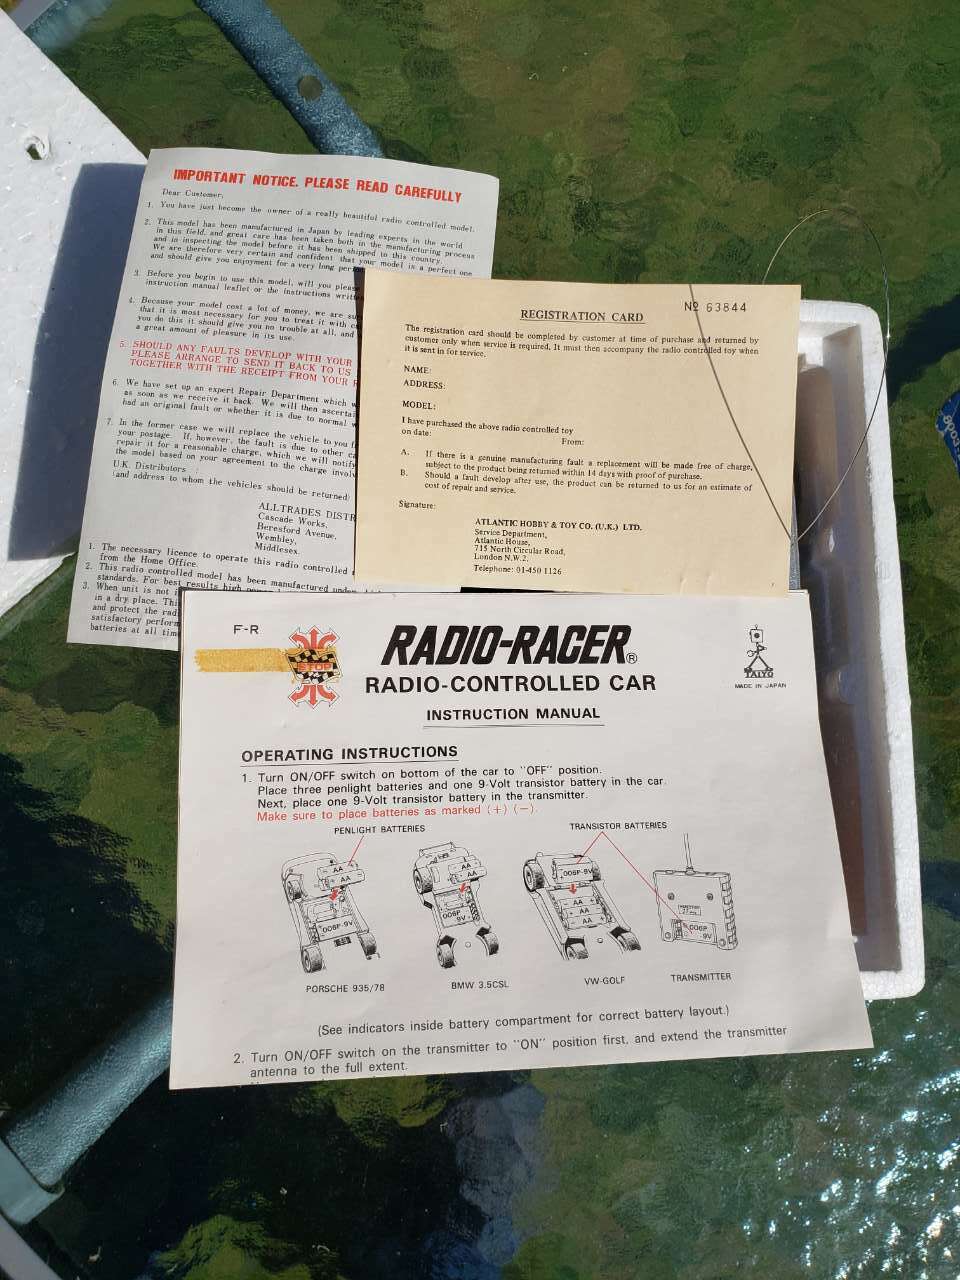 IMPORTANT NOTICE. PLEASE READ CAREFULLY
Dear Customer,
1. You have just become the owner of a really beautiful radio controlled model.
2. This model has been manufactured in Japan by leading experts in the world
in this field, and great care has been taken both in the manufacturing process
and in inspecting the model before it has been shipped to this country.
We are therefore very certain and confident that your model is a perfect one
and should give you enjoyment for a very long
3. Before you begin to use this model, will you please
instruction manual leaflet or the instructions
4. Because your model cost a lot of money, we are
that it is most necessary for you to treat it with
you do this it should give you no trouble at all, and
a great amount of pleasure in its use.
5. SHOULD ANY FAULTS DEVELOP WITH YOUR
PLEASE ARRANGE TO SEND IT BACK TO US
TOGETHER WITH THE RECEIPT FROM YOUR
6. We have set up an expert Repair Department which
as soon as we receive it back. We will then
had an original fault or whether it is due to normal
7. In the former case we will replace the vehicle to you
your postage. If, however, the fault is due to other
repair it for a reasonable charge, which we will notify
the model based on your agreement to the charge
U.K. Distributors :
(and address to whom the vehicles should be returned)
ALLTRADES
Cascade Works,
Beresford Avenue,
Wembley,
Middlesex.
1. The necessary licence to operate this radio controlled
from the Home Office.
2. This radio controlled model has been manufactured under
standards. For best results high
3. When unit is not
in a dry place. This
and protect the
satisfactory
batteries at all
Nº 63844
REGISTRATION CARD
The registration card should be completed by customer at time of purchase and returned by
customer only when service is required. It must then accompany the radio controlled toy when
it is sent in for service.
NAME:
ADDRESS:
MODEL:
I have purchased the above radio controlled toy
on date: From:
A. If there is a genuine manufacturing fault a replacement will be made free of charge,
subject to the product being returned within 14 days with proof of purchase.
B. Should a fault develop after use, the product can be returned to us for an estimate of
cost of repair and service.
Signature:
ATLANTIC HOBBY & TOY CO. (U.K.) LTD.
Service Department,
Atlantic House,
715 North Circular Road,
London N.W.2.
Telephone: 01-450 1126
F-R
STOP
RADIO-RACER®
RADIO-CONTROLLED CAR
TAIYO
MADE IN JAPAN
INSTRUCTION MANUAL
OPERATING INSTRUCTIONS
1. Turn ON/OFF switch on bottom of the car to "OFF" position.
Place three penlight batteries and one 9-Volt transistor battery in the car.
Next, place one 9-Volt transistor battery in the transmitter.
Make sure to place batteries as marked (+) (−).
PENLIGHT BATTERIES
TRANSISTOR BATTERIES
AA
AA
006P-9V
AA
AA
006P
9V
006P-9V
AA
AA
AA
006P
9V
PORSCHE 935/78
BMW 3.5CSL
VW-GOLF
TRANSMITTER
(See indicators inside battery compartment for correct battery layout.)
2. Turn ON/OFF switch on the transmitter to "ON" position first, and extend the transmitter
antenna to the full extent.